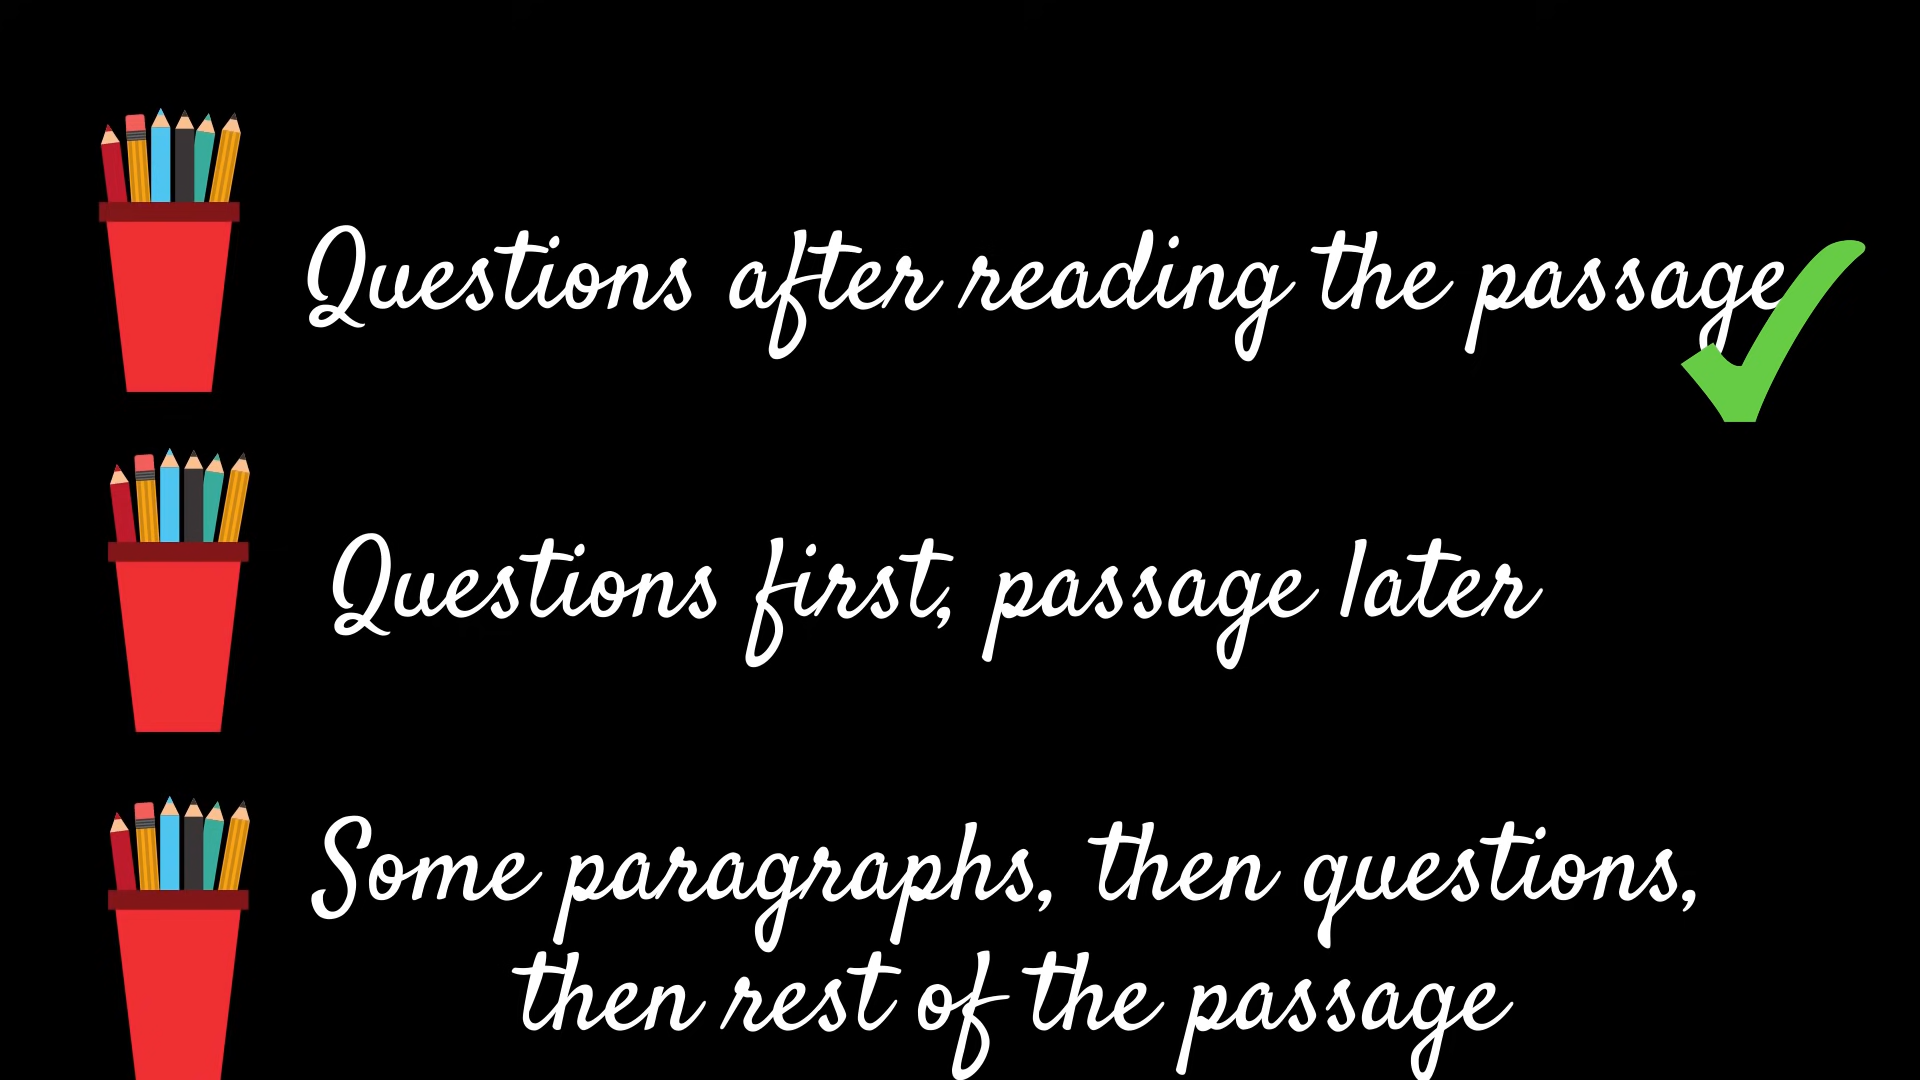 Questions after reading the passage
Questions first, passage later
Some paragraphs, then questions,
then rest of the passage